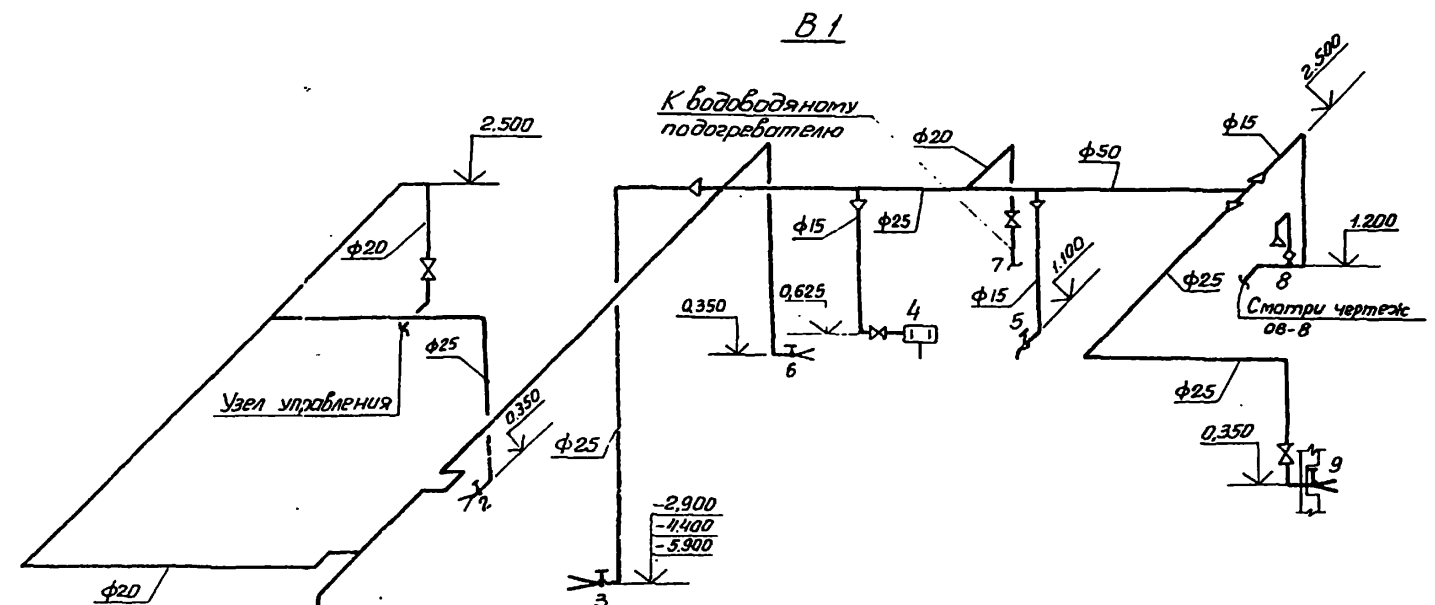 В 1
2.500
К водоводяному
подогревателю
2.500
ф15
ф20
ф50
ф20
ф15
ф25
1.200
7
1.100
8
ф25
0,625
4
ф15
5
Смотри чертеж
ОВ-8
0,350
6
ф25
Узел управления
0.350
ф25
ф25
0,350
9
2
-2,900
-4.400
-5.900
ф20
3